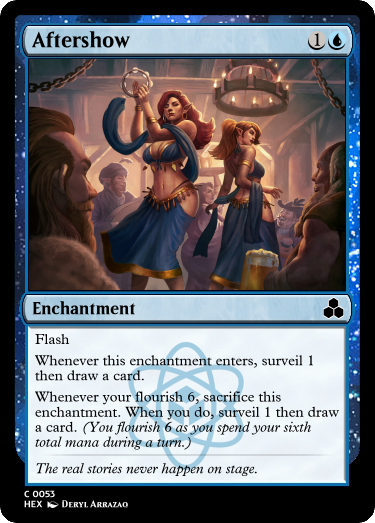 Aftershow 1
Enchantment
Flash
Whenever this enchantment enters, surveil 1
then draw a card.
Whenever your flourish 6, sacrifice this
enchantment. When you do, surveil 1 then draw
a card. (You flourish 6 as you spend your sixth
total mana during a turn.)
The real stories never happen on stage.
C 0053
HEX DERYL ARRAZAO